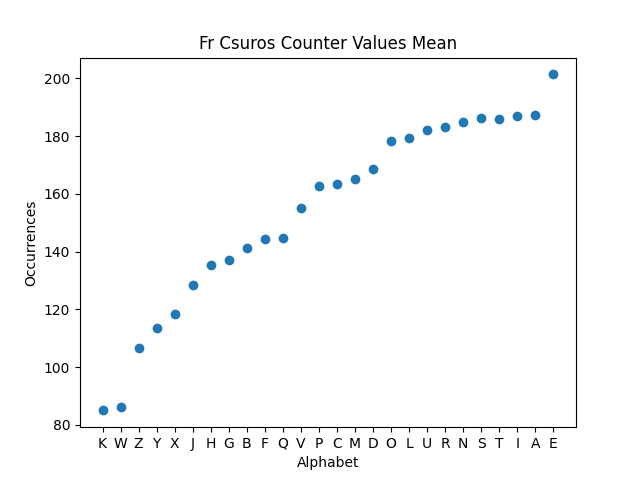 Fr Csuros Counter Values Mean
Occurrences
200
180
160
140
120
100
80
K W Z Y X J H G B F Q V P C M D O L U R N S T I A E
Alphabet